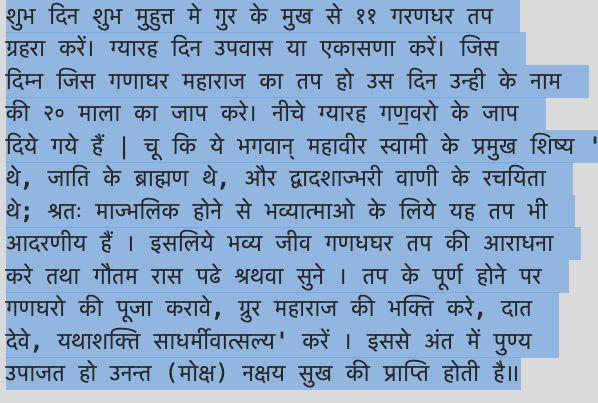 शुभ दिन शुभ मुहुत्त मे गुर के मुख से ११ गरणधर तप
ग्रहरा करें। ग्यारह दिन उपवास या एकासणा करें। जिस
दिम्न जिस गणाघर महाराज का तप हो उस दिन उन्ही के नाम
की २० माला का जाप करे। नीचे ग्यारह गण॒वरो के जाप
दिये गये हैं | चू कि ये भगवान् महावीर स्वामी के प्रमुख शिष्य '
थे, जाति के ब्राह्मण थे, और द्वादशाज्भरी वाणी के रचयिता
थे; श्रतः माज्भलिक होने से भव्यात्माओ के लिये यह तप भी
आदरणीय हैं । इसलिये भव्य जीव गणधघर तप की आराधना
करे तथा गौतम रास पढे श्रथवा सुने । तप के पूर्ण होने पर
गणघरो की पूजा करावे, ग्रुर महाराज की भक्ति करे, दात
देवे, यथाशक्ति साधर्मीवात्सल्य' करें । इससे अंत में पुण्य
उपाजत हो उनन्त (मोक्ष) नक्षय सुख की प्राप्ति होती है॥